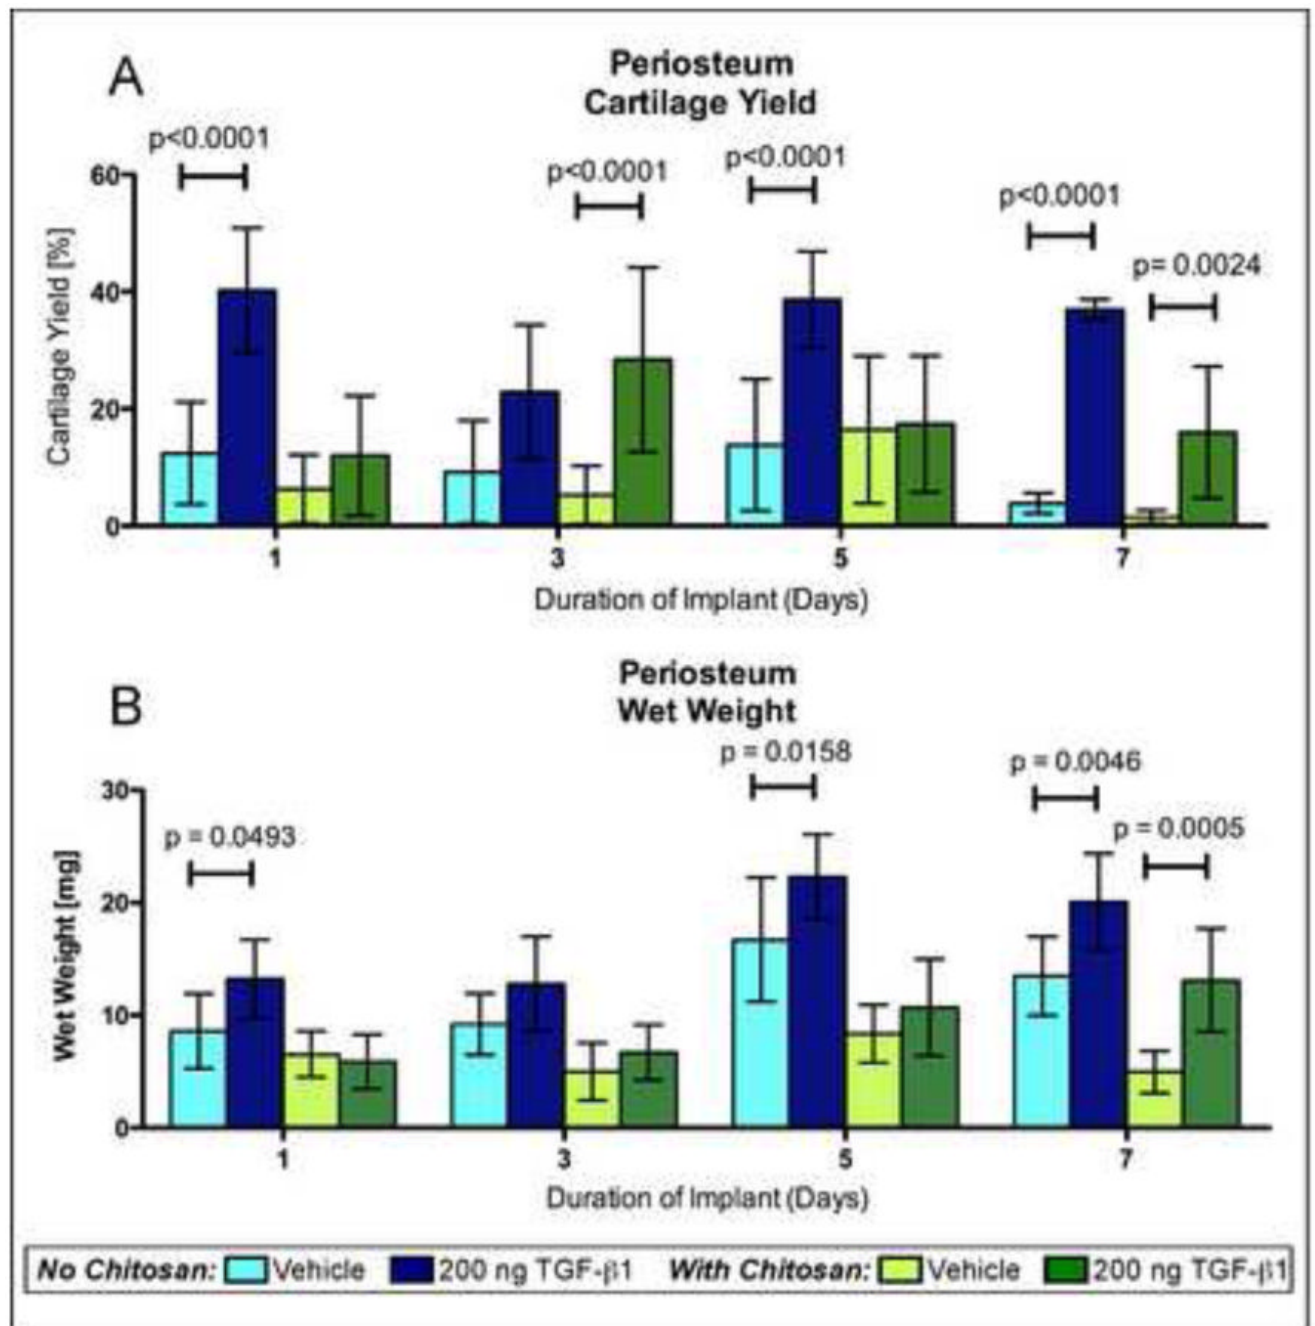 A
Periosteum
Cartilage Yield
p<0.0001
p<0.0001
p<0.0001
p<0.0001
p= 0.0024
Cartilage Yield [%]
60
40
20
0
1 3 5 7
Duration of Implant (Days)
B
Periosteum
Wet Weight
p = 0.0493
p = 0.0158
p = 0.0046
p = 0.0005
Wet Weight [mg]
30
20
10
0
1 3 5 7
Duration of Implant (Days)
No Chitosan: Vehicle 200 ng TGF-β1 With Chitosan: Vehicle 200 ng TGF-β1